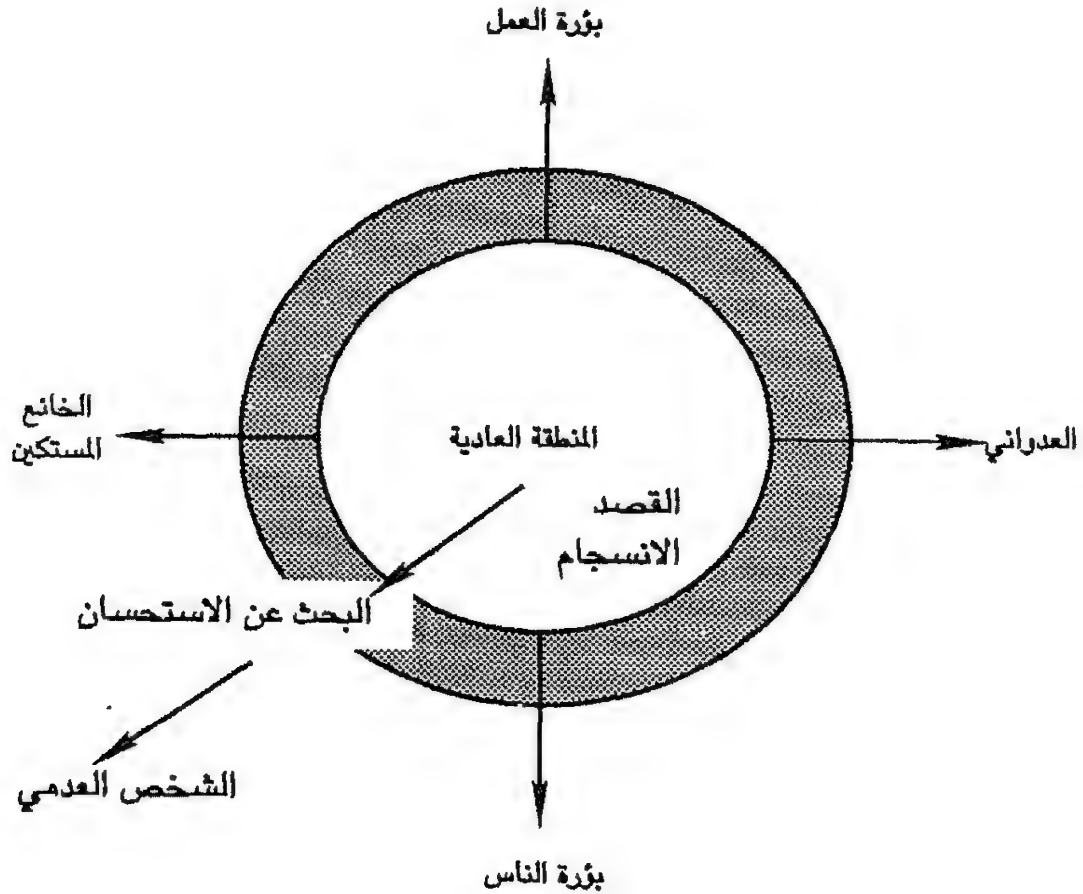 بؤرة العمل
الخانع
المستكين
المنطقة العادية
العدواني
القصد
الانسجام
البحث عن الاستحسان
الشخص العدمي
بؤرة الناس